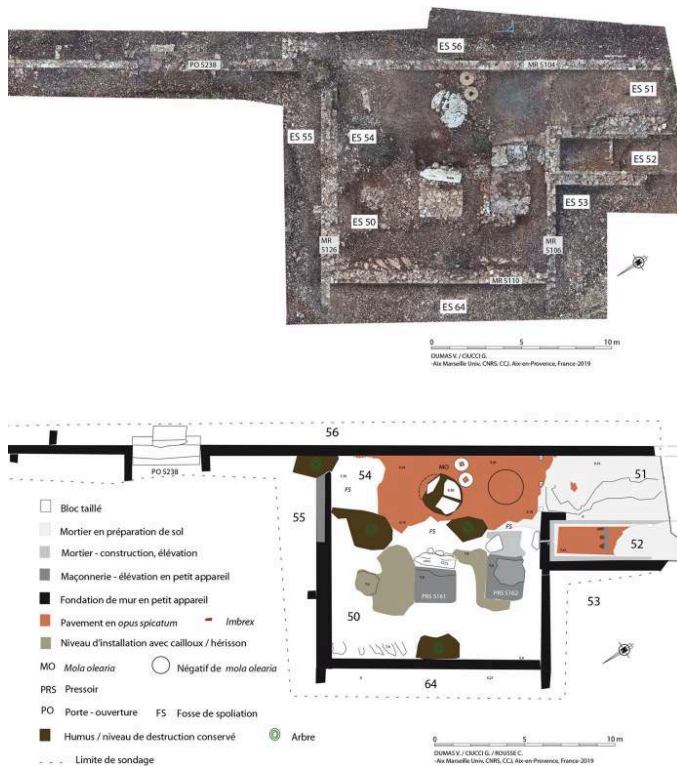 ES 56
PO 5238
MR 5104
ES 51
ES 55
ES 54
ES 52
ES 53
ES 50
MR 5126
MR 5106
MR 5110
ES 64
0 5 10 m
DUMAS V. / CIUCCI G.
-Aix Marseille Univ, CNRS, CCJ, Aix-en-Provence, France-2019
56
PO 5238
54
MO
51
FS
55
FS
FS
52
PRS 5161
PRS 5162
50
53
64
Bloc taillé
Mortier en préparation de sol
Mortier - construction, élévation
Maçonnerie - élévation en petit appareil
Fondation de mur en petit appareil
Pavement en opus spicatum Imbrex
Niveau d'installation avec cailloux / hérisson
MO Mola olearia Négatif de mola olearia
PRS Pressoir
PO Porte - ouverture FS Fosse de spoliation
Humus / niveau de destruction conservé Arbre
Limite de sondage
0 5 10 m
DUMAS V. / CIUCCI G. / ROUSSE C.
-Aix Marseille Univ, CNRS, CCJ, Aix-en-Provence, France-2019